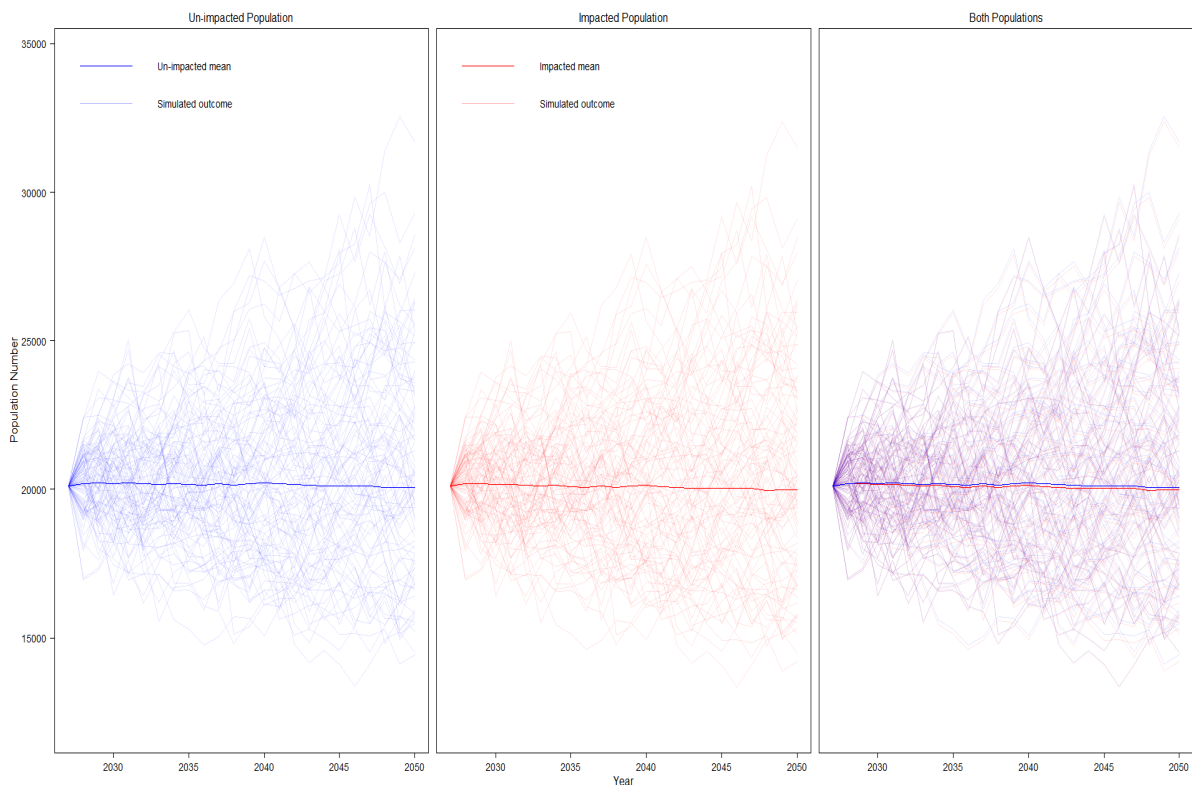 Un-impacted Population
Impacted Population
Both Populations
Un-impacted mean
Simulated outcome
Impacted mean
Simulated outcome
Population Number
35000
30000
25000
20000
15000
2030 2035 2040 2045 2050
2030 2035 2040 2045 2050
2030 2035 2040 2045 2050
Year